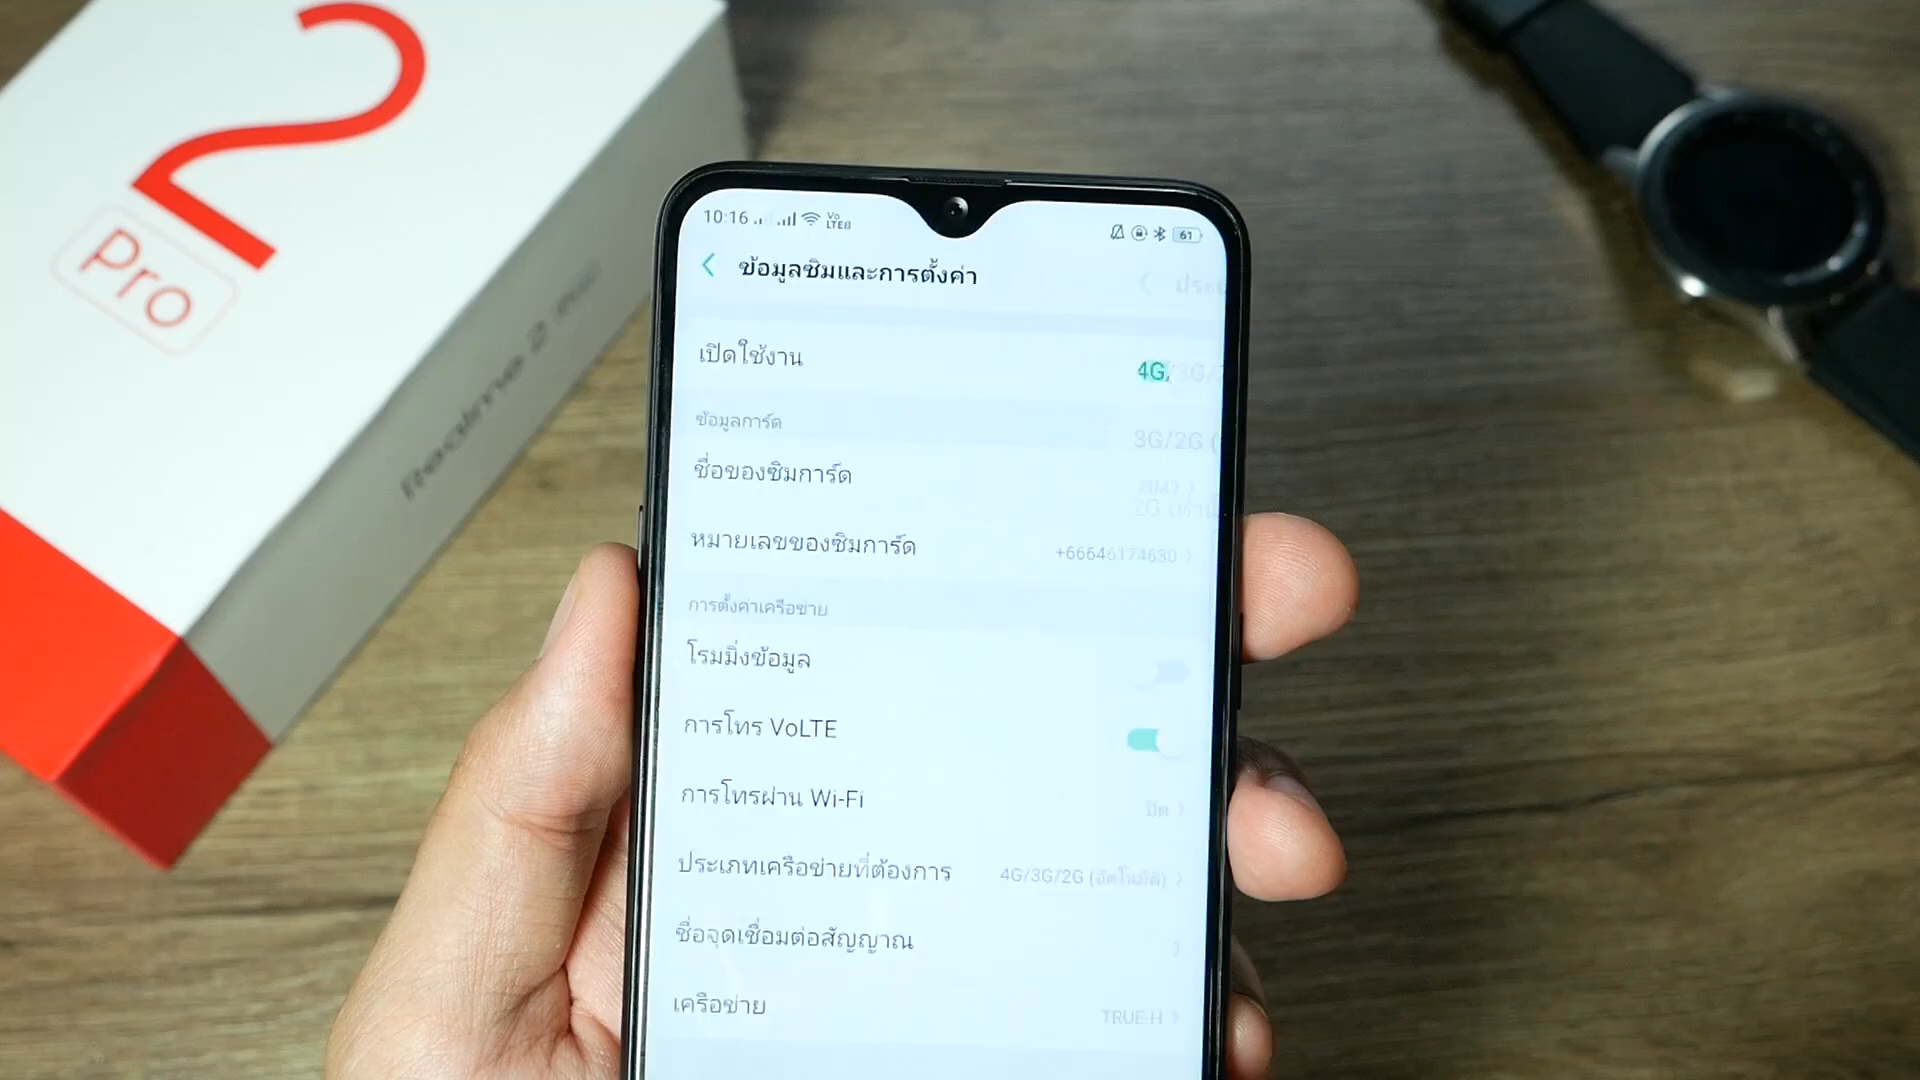 2
Pro
Realme 2
10:16
Vo
LTE
61
ข้อมูลซิมและการตั้งค่า
เปิดใช้งาน
4G/3G/
ข้อมูลการ์ด
3G/2G (
ชื่อของซิมการ์ด
2G
หมายเลขของซิมการ์ด
การตั้งค่าเครือข่าย
โรมมิ่งข้อมูล
การโทร VoLTE
การโทรผ่าน Wi-Fi
ปิด
ประเภทเครือข่ายที่ต้องการ 4G/3G/2G (อัตโนมัติ)
ชื่อจุดเชื่อมต่อสัญญาณ
เครือข่าย TRUE-H